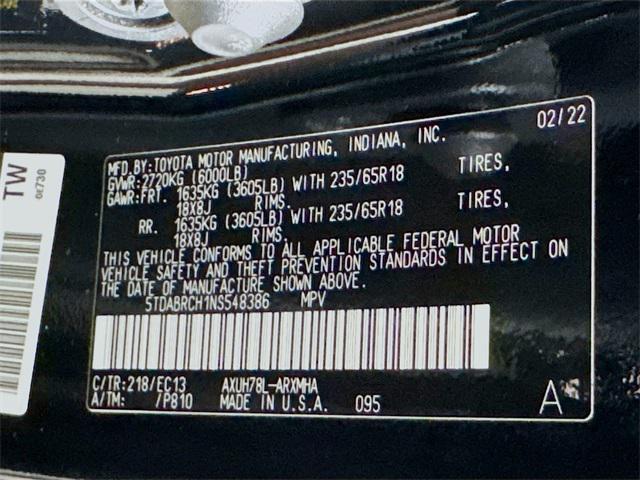 02/22
MFD.BY:TOYOTA MOTOR MANUFACTURING, INDIANA, INC.
GVWR:2720KG (6000LB)
GAWR:FRT. 1635KG (3605LB) WITH 235/65R18 TIRES,
18X8J RIMS.
RR. 1635KG (3605LB) WITH 235/65R18 TIRES,
18X8J RIMS.
THIS VEHICLE CONFORMS TO ALL APPLICABLE FEDERAL MOTOR
VEHICLE SAFETY AND THEFT PREVENTION STANDARDS IN EFFECT ON
THE DATE OF MANUFACTURE SHOWN ABOVE.
5TDABRCH1NS548386 MPV
C/TR:218/EC13 AXUH78L-ARXMHA
A/TM: /P810 MADE IN U.S.A. 095
A
TW